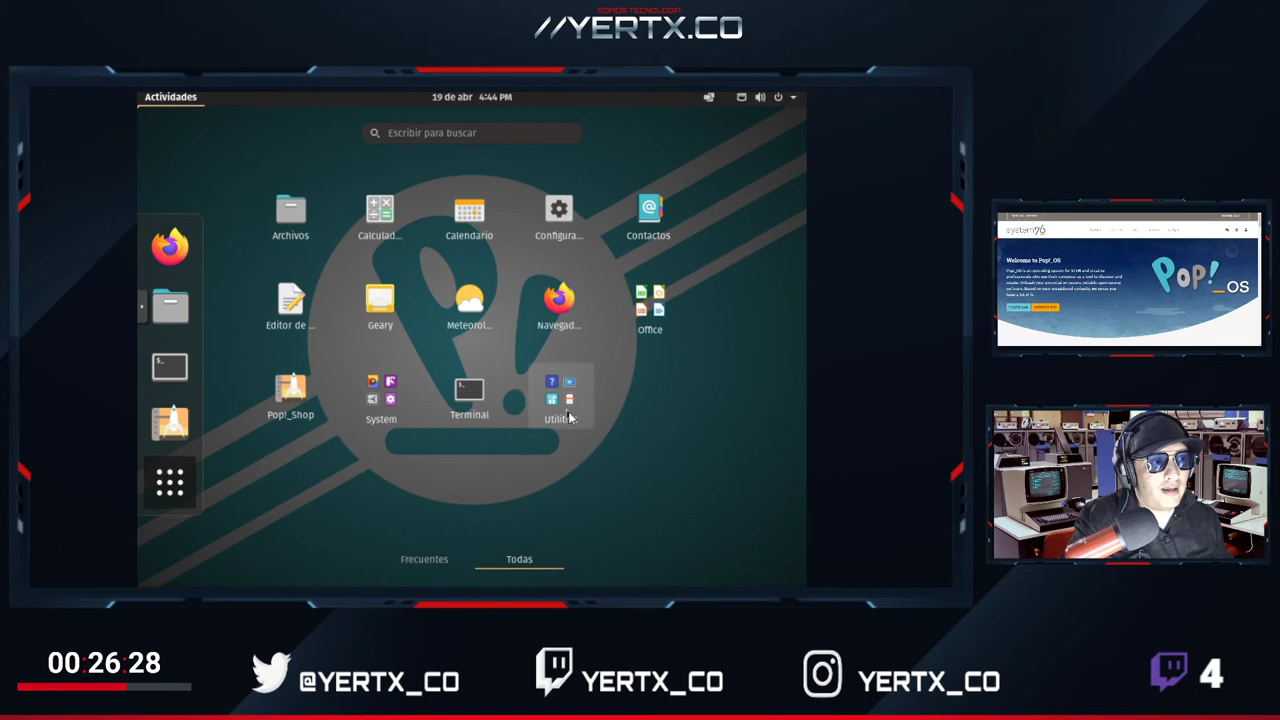 SOMOS TECNOLOGIA
//YERTX.CO
Actividades
19 de abr 4:44 PM
Escribir para buscar
Archivos
Calculad...
Calendario
Configura...
Contactos
Editor de ...
Geary
Meteorol...
Navegad...
Office
Pop!_Shop
System
Terminal
Utilit
Frecuentes
Todas
system76
Welcome to Pop!_OS
Pop!_OS
00:26:28
@YERTX_CO
YERTX_CO
YERTX_CO
4